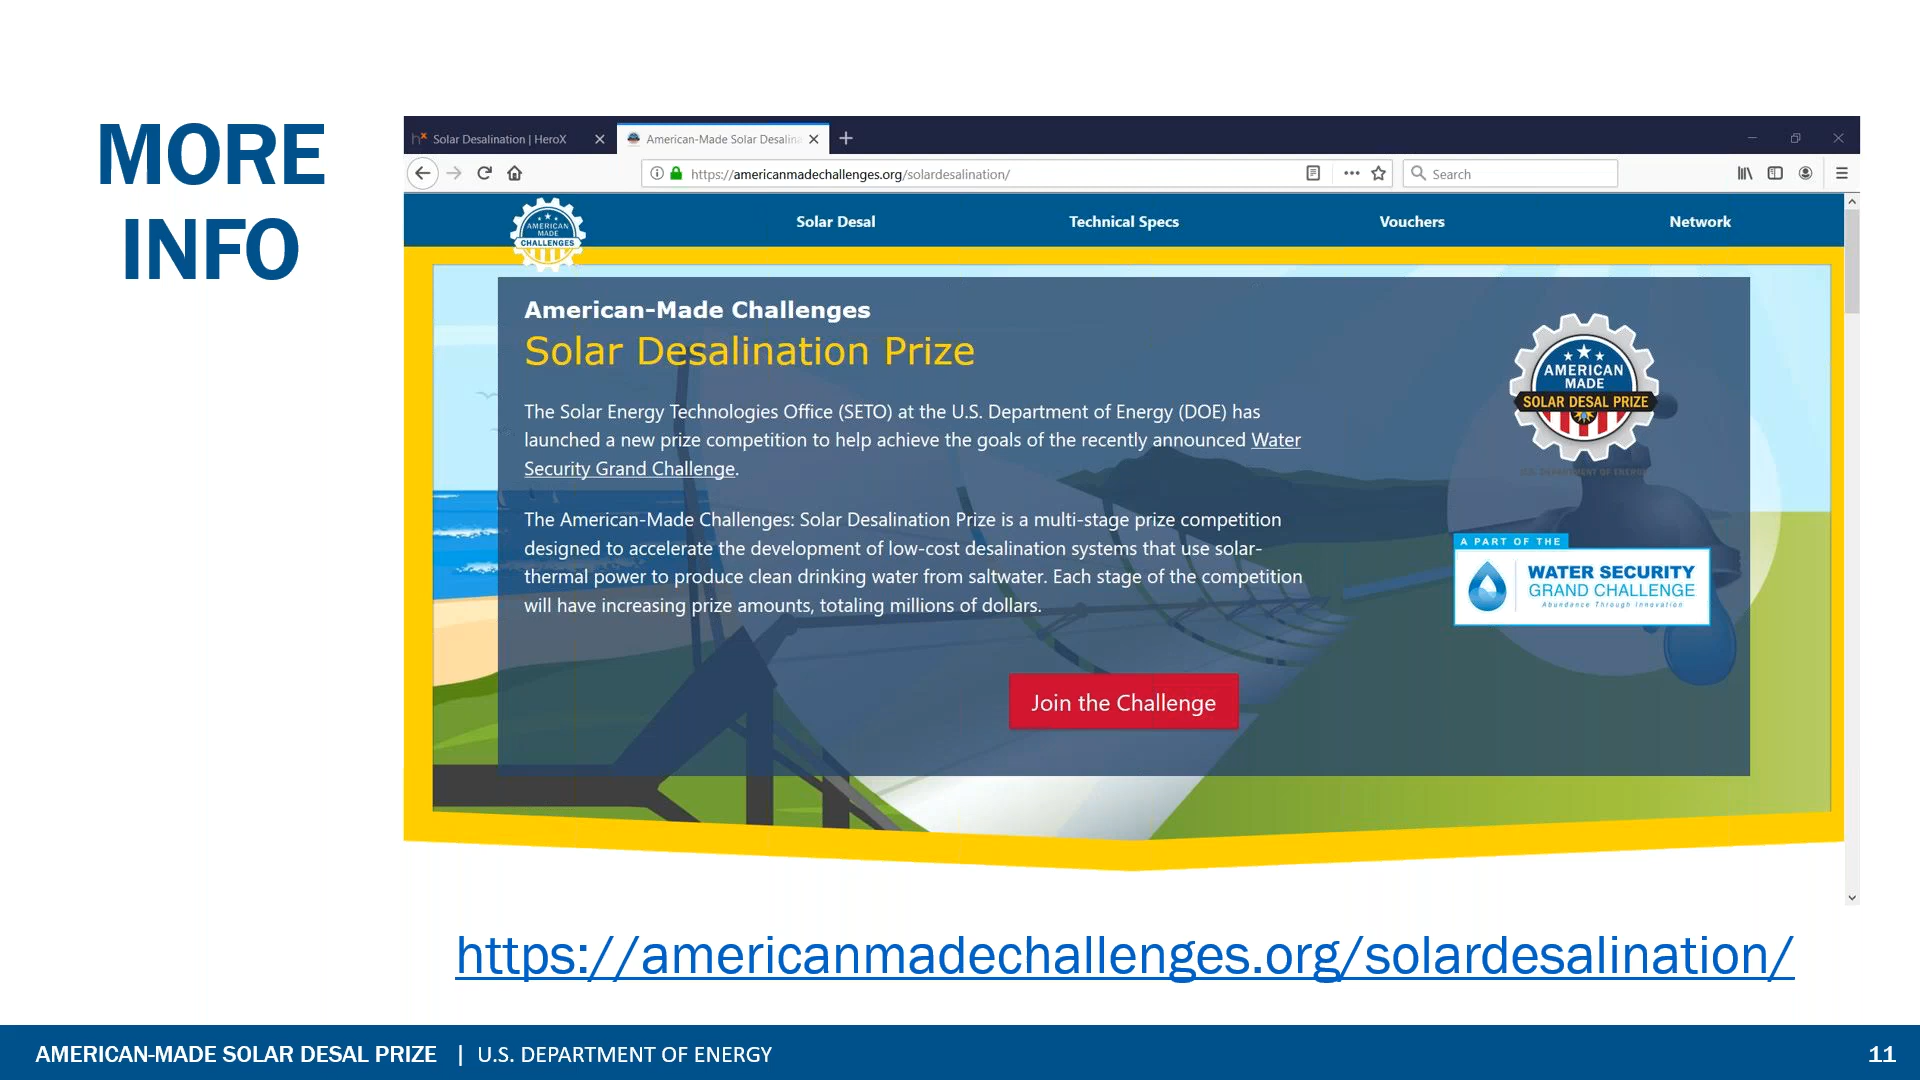 MORE
INFO
Solar Desalination | HeroX
American-Made Solar Desalin
https://americanmadechallenges.org/solardesalination/
Search
AMERICAN
MADE
CHALLENGES
Solar Desal
Technical Specs
Vouchers
Network
American-Made Challenges
Solar Desalination Prize
The Solar Energy Technologies Office (SETO) at the U.S. Department of Energy (DOE) has
launched a new prize competition to help achieve the goals of the recently announced Water
Security Grand Challenge.
The American-Made Challenges: Solar Desalination Prize is a multi-stage prize competition
designed to accelerate the development of low-cost desalination systems that use solar-
thermal power to produce clean drinking water from saltwater. Each stage of the competition
will have increasing prize amounts, totaling millions of dollars.
Join the Challenge
AMERICAN
MADE
SOLAR DESAL PRIZE
U.S. DEPARTMENT OF ENERGY
A PART OF THE
WATER SECURITY
GRAND CHALLENGE
Abundance Through Innovation
https://americanmadechallenges.org/solardesalination/
AMERICAN-MADE SOLAR DESAL PRIZE | U.S. DEPARTMENT OF ENERGY
11